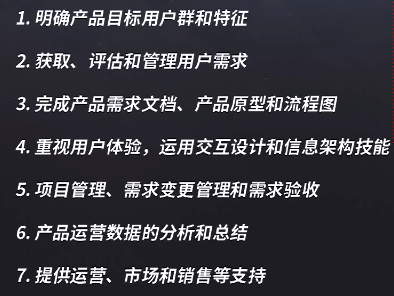 1. 明确产品目标用户群和特征
2. 获取、评估和管理用户需求
3. 完成产品需求文档、产品原型和流程图
4. 重视用户体验，运用交互设计和信息架构技能
5. 项目管理、需求变更管理和需求验收
6. 产品运营数据的分析和总结
7. 提供运营、市场和销售等支持